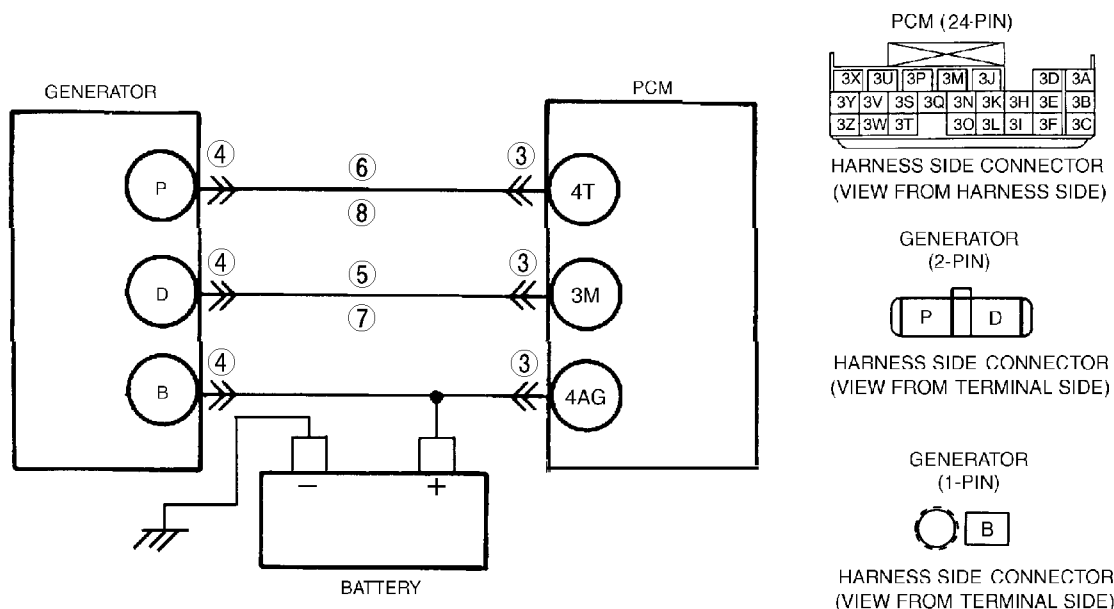 GENERATOR
PCM
P
④
⑥
③
4T
⑧
D
④
⑤
③
3M
⑦
B
④
③
4AG
−
+
BATTERY
PCM (24-PIN)
3X 3U 3P 3M 3J 3D 3A
3Y 3V 3S 3Q 3N 3K 3H 3E 3B
3Z 3W 3T 3O 3L 3I 3F 3C
HARNESS SIDE CONNECTOR
(VIEW FROM HARNESS SIDE)
GENERATOR
(2-PIN)
P D
HARNESS SIDE CONNECTOR
(VIEW FROM TERMINAL SIDE)
GENERATOR
(1-PIN)
B
HARNESS SIDE CONNECTOR
(VIEW FROM TERMINAL SIDE)